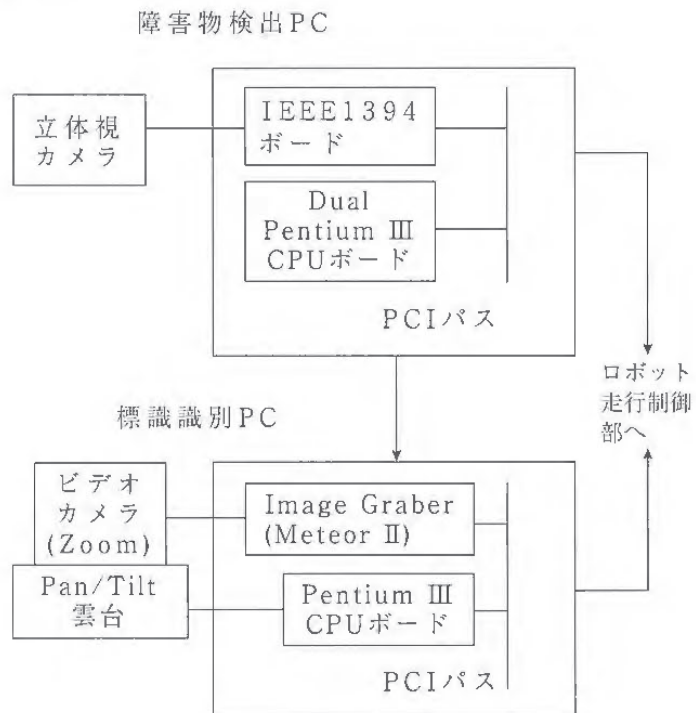 障害物検出PC
立体視
カメラ
IEEE1394
ボード
Dual
Pentium Ⅲ
CPUボード
PCIパス
ロボット
走行制御
部へ
標識識別PC
ビデオ
カメラ
(Zoom)
Pan/Tilt
雲台
Image Graber
(Meteor Ⅱ)
Pentium Ⅲ
CPUボード
PCIパス